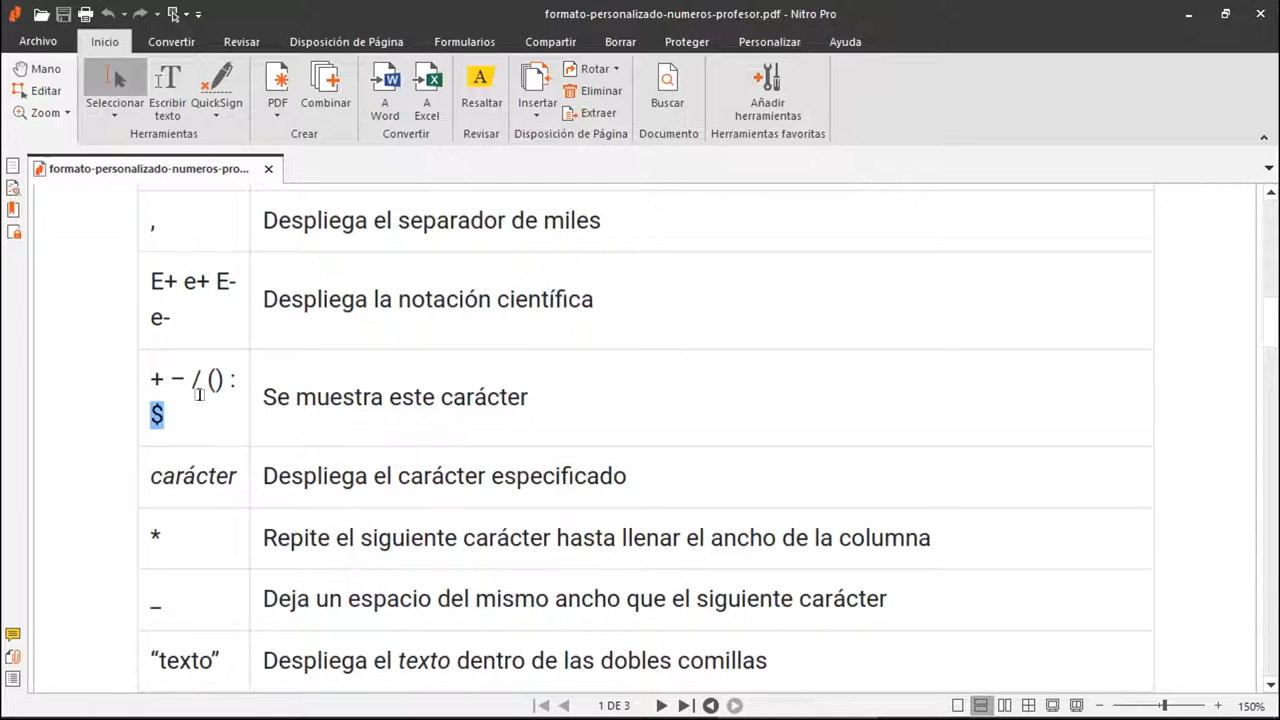 formato-personalizado-numeros-profesor.pdf - Nitro Pro
Archivo Inicio Convertir Revisar Disposición de Página Formularios Compartir Borrar Proteger Personalizar Ayuda
Mano
Editar
Zoom
Seleccionar
Escribir texto
QuickSign
Herramientas
PDF
Combinar
Crear
A Word
A Excel
Convertir
A
Resaltar
Revisar
Insertar
Rotar
Eliminar
Extraer
Disposición de Página
Buscar
Documento
Añadir herramientas
Herramientas favoritas
formato-personalizado-numeros-pro...
, Despliega el separador de miles
E+ e+ E-
e-
Despliega la notación científica
+ − / () :
$
Se muestra este carácter
carácter Despliega el carácter especificado
* Repite el siguiente carácter hasta llenar el ancho de la columna
_ Deja un espacio del mismo ancho que el siguiente carácter
“texto” Despliega el texto dentro de las dobles comillas
1 DE 3
150%